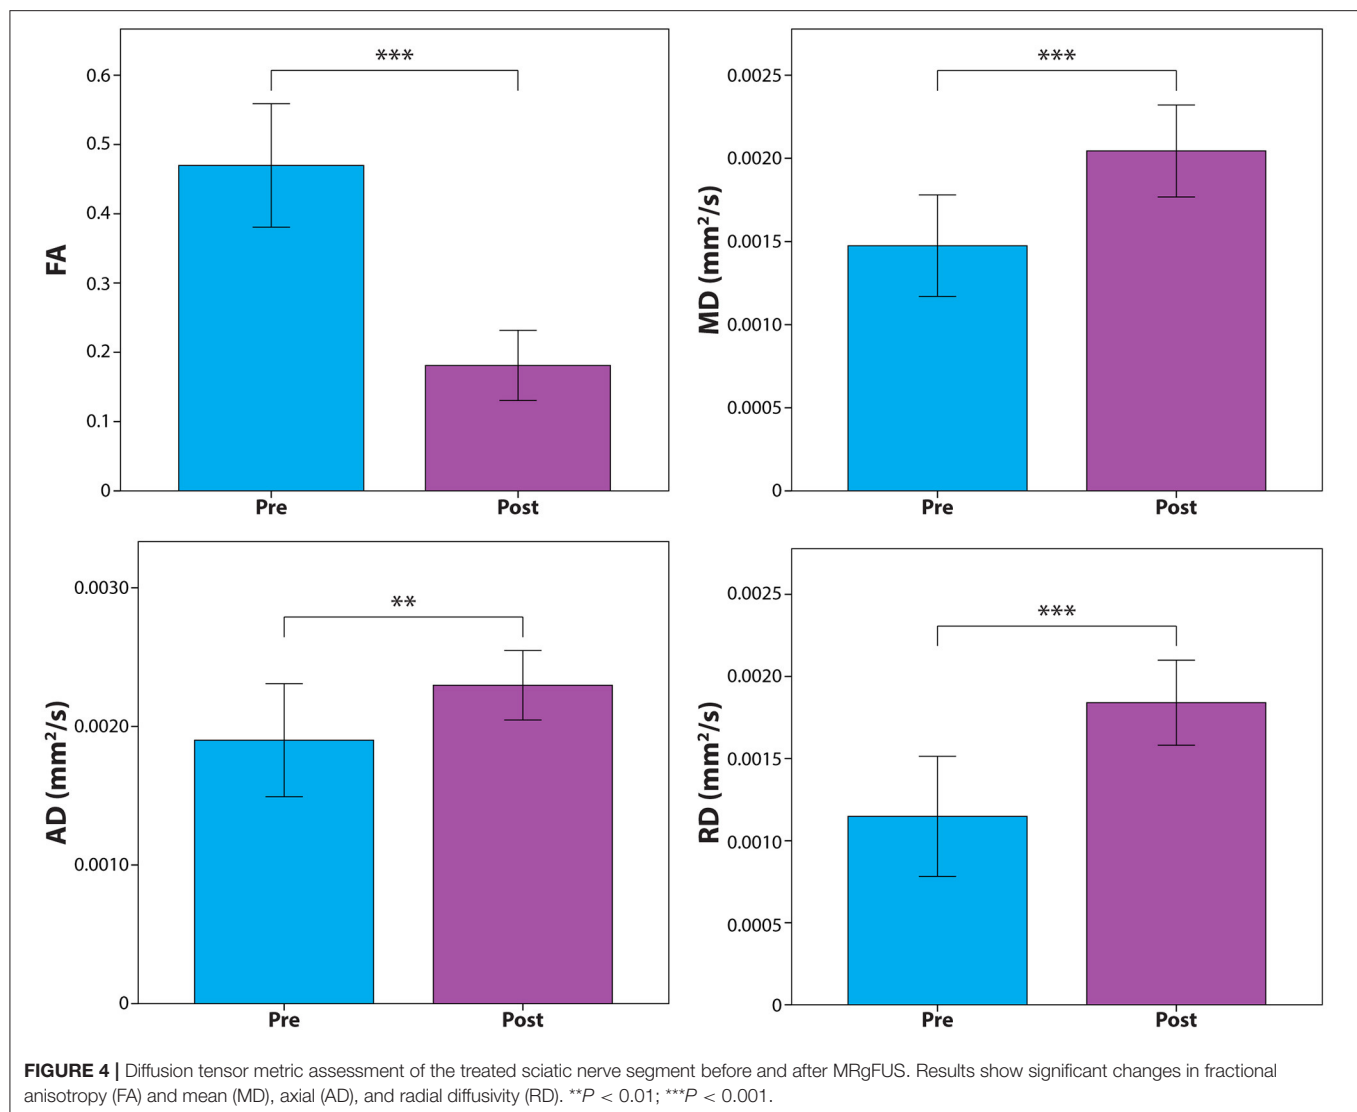 ***
0.6
0.5
0.4
0.3
0.2
0.1
0
FA
Pre Post
***
0.0025
0.0020
0.0015
0.0010
0.0005
0
MD (mm²/s)
Pre Post
**
0.0030
0.0020
0.0010
0
AD (mm²/s)
Pre Post
***
0.0025
0.0020
0.0015
0.0010
0.0005
0
RD (mm²/s)
Pre Post
FIGURE 4 | Diffusion tensor metric assessment of the treated sciatic nerve segment before and after MRgFUS. Results show significant changes in fractional
anisotropy (FA) and mean (MD), axial (AD), and radial diffusivity (RD). **P < 0.01; ***P < 0.001.